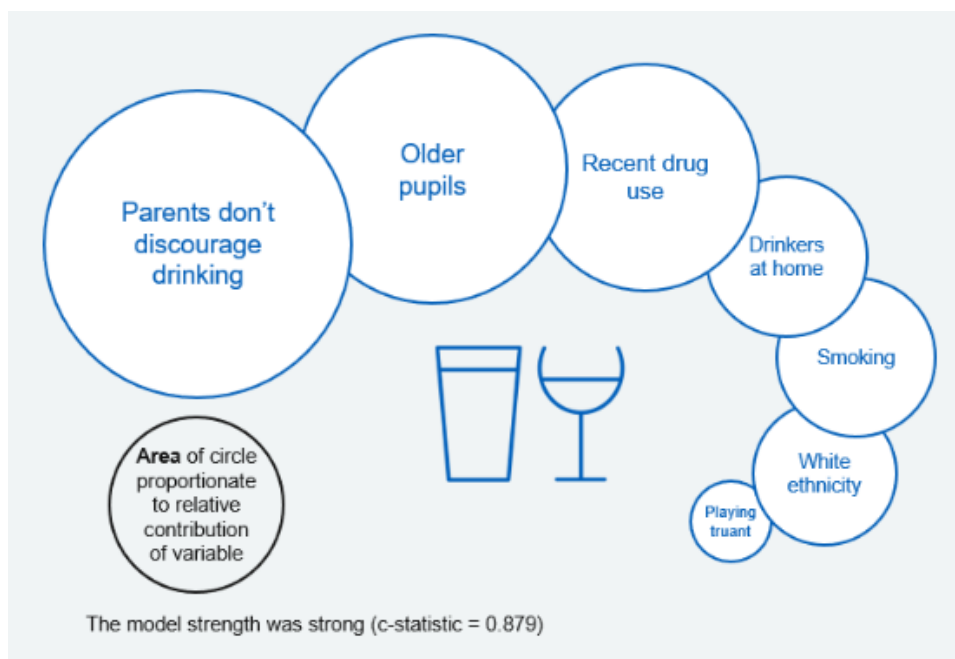 Parents don’t
discourage
drinking
Older
pupils
Recent drug
use
Drinkers
at home
Smoking
White
ethnicity
Playing
truant
Area of circle
proportionate
to relative
contribution
of variable
The model strength was strong (c-statistic = 0.879)